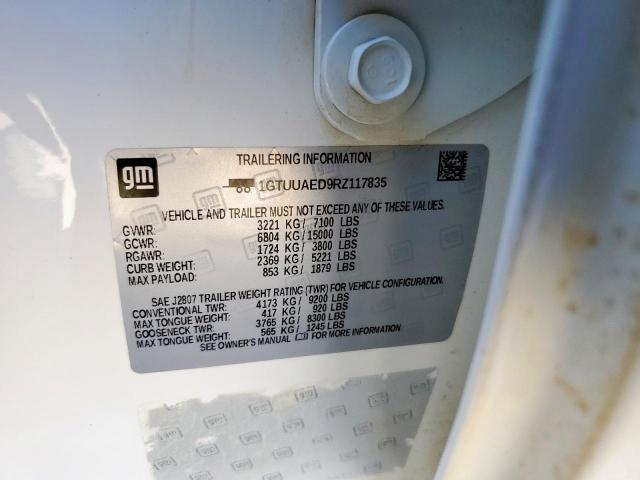 gm
TRAILERING INFORMATION
1GTUUAED9RZ117835
VEHICLE AND TRAILER MUST NOT EXCEED ANY OF THESE VALUES.
GVWR: 3221 KG / 7100 LBS
GCWR: 6804 KG / 15000 LBS
RGAWR: 1724 KG / 3800 LBS
CURB WEIGHT: 2369 KG / 5221 LBS
MAX PAYLOAD: 853 KG / 1879 LBS
SAE J2807 TRAILER WEIGHT RATING (TWR) FOR VEHICLE CONFIGURATION.
CONVENTIONAL TWR: 4173 KG / 9200 LBS
MAX TONGUE WEIGHT: 417 KG / 920 LBS
GOOSENECK TWR: 3765 KG / 8300 LBS
MAX TONGUE WEIGHT: 565 KG / 1245 LBS
SEE OWNER'S MANUAL FOR MORE INFORMATION